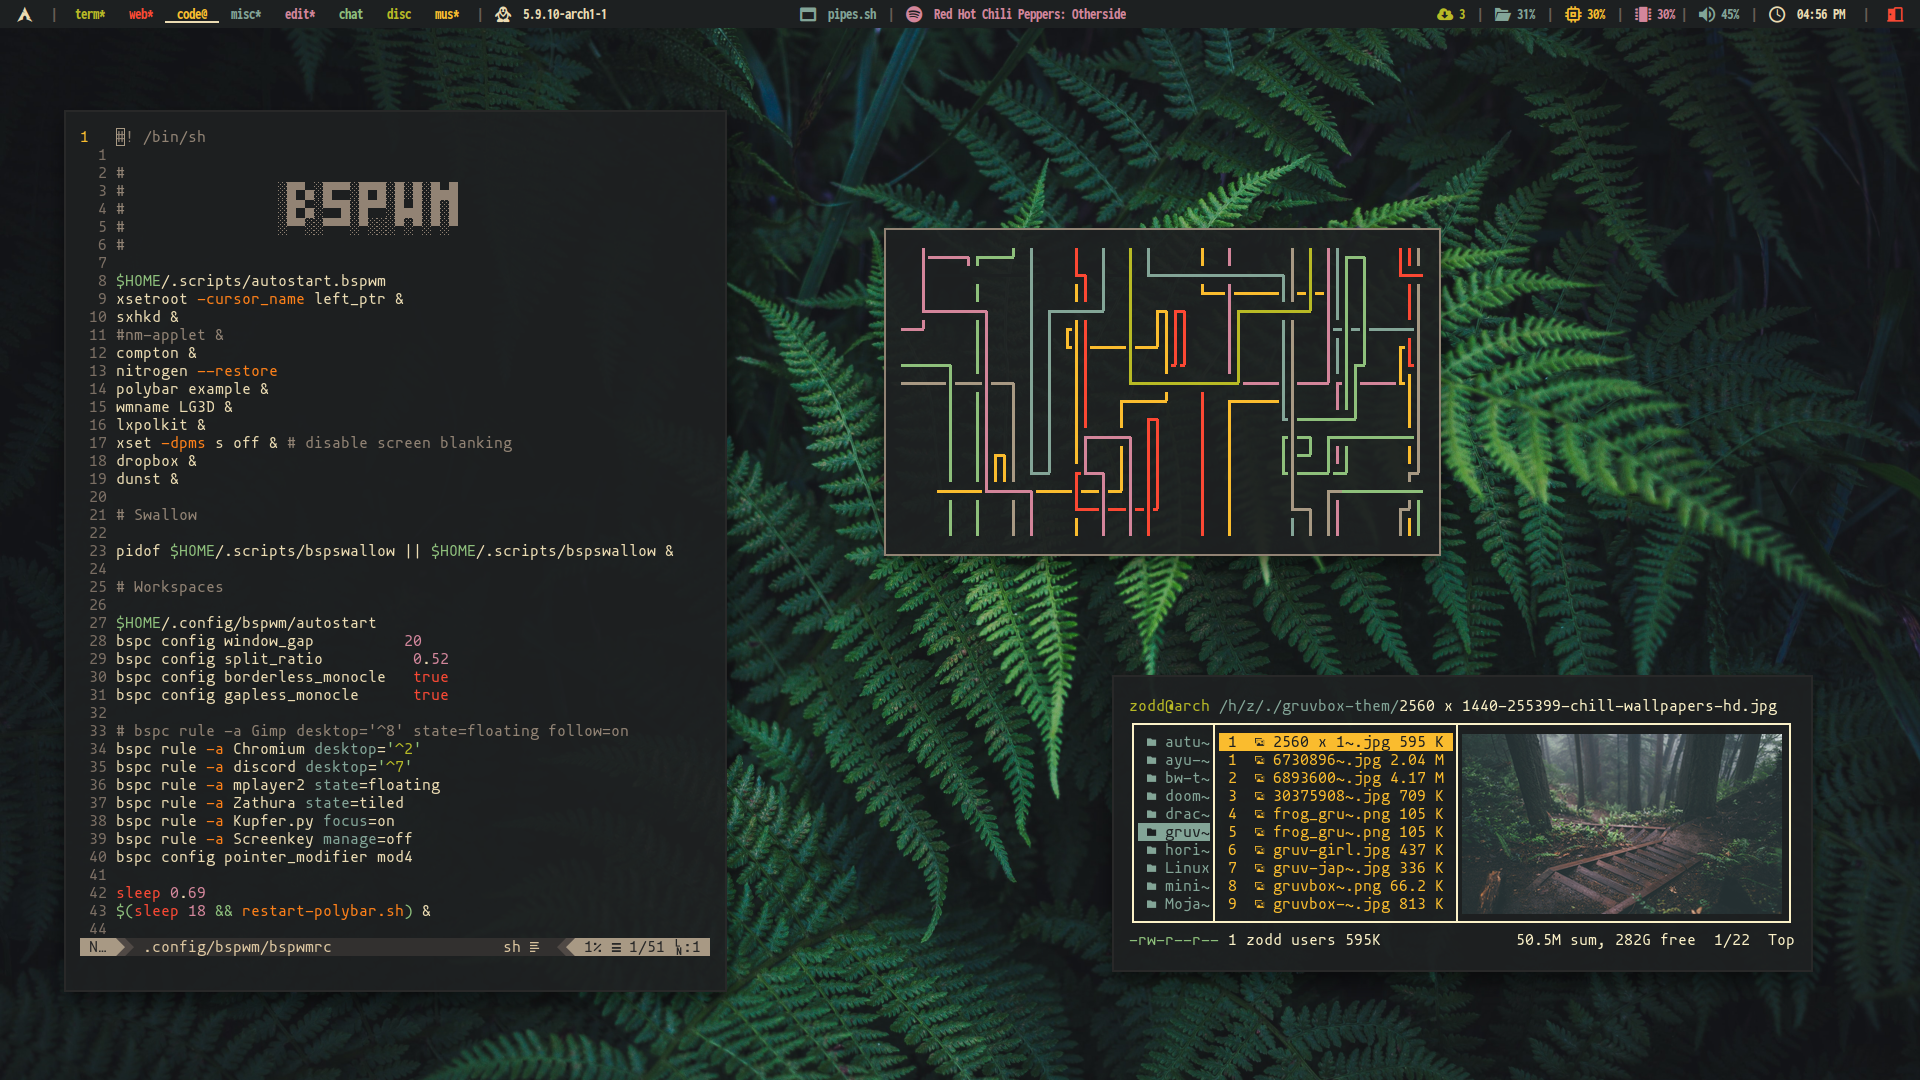 term* web* code@ misc* edit* chat disc mus* 5.9.10-arch1-1 pipes.sh Red Hot Chili Peppers: Otherside 3 31% 30% 30% 45% 04:56 PM
1 #! /bin/sh
1
2 #
3 #
4 # BSPWM
5 #
6 #
7
8 $HOME/.scripts/autostart.bspwm
9 xsetroot -cursor_name left_ptr &
10 sxhkd &
11 #nm-applet &
12 compton &
13 nitrogen --restore
14 polybar example &
15 wmname LG3D &
16 lxpolkit &
17 xset -dpms s off & # disable screen blanking
18 dropbox &
19 dunst &
20
21 # Swallow
22
23 pidof $HOME/.scripts/bspswallow || $HOME/.scripts/bspswallow &
24
25 # Workspaces
26
27 $HOME/.config/bspwm/autostart
28 bspc config window_gap 20
29 bspc config split_ratio 0.52
30 bspc config borderless_monocle true
31 bspc config gapless_monocle true
32
33 # bspc rule -a Gimp desktop='^8' state=floating follow=on
34 bspc rule -a Chromium desktop='^2'
35 bspc rule -a discord desktop='^7'
36 bspc rule -a mplayer2 state=floating
37 bspc rule -a Zathura state=tiled
38 bspc rule -a Kupfer.py focus=on
39 bspc rule -a Screenkey manage=off
40 bspc config pointer_modifier mod4
41
42 sleep 0.69
43 $(sleep 18 && restart-polybar.sh) &
44
N… .config/bspwm/bspwmrc sh 1% 1/51 :1
zodd@arch /h/z/./gruvbox-them/2560 x 1440-255399-chill-wallpapers-hd.jpg
autu~ 1 2560 x 1~.jpg 595 K
ayu-~ 1 6730896~.jpg 2.04 M
bw-t~ 2 6893600~.jpg 4.17 M
doom~ 3 30375908~.jpg 709 K
drac~ 4 frog_gru~.png 105 K
gruv~ 5 frog_gru~.png 105 K
hori~ 6 gruv-girl.jpg 437 K
Linux 7 gruv-jap~.jpg 336 K
mini~ 8 gruvbox~.png 66.2 K
Moja~ 9 gruvbox-~.jpg 813 K
-rw-r--r-- 1 zodd users 595K 50.5M sum, 282G free 1/22 Top